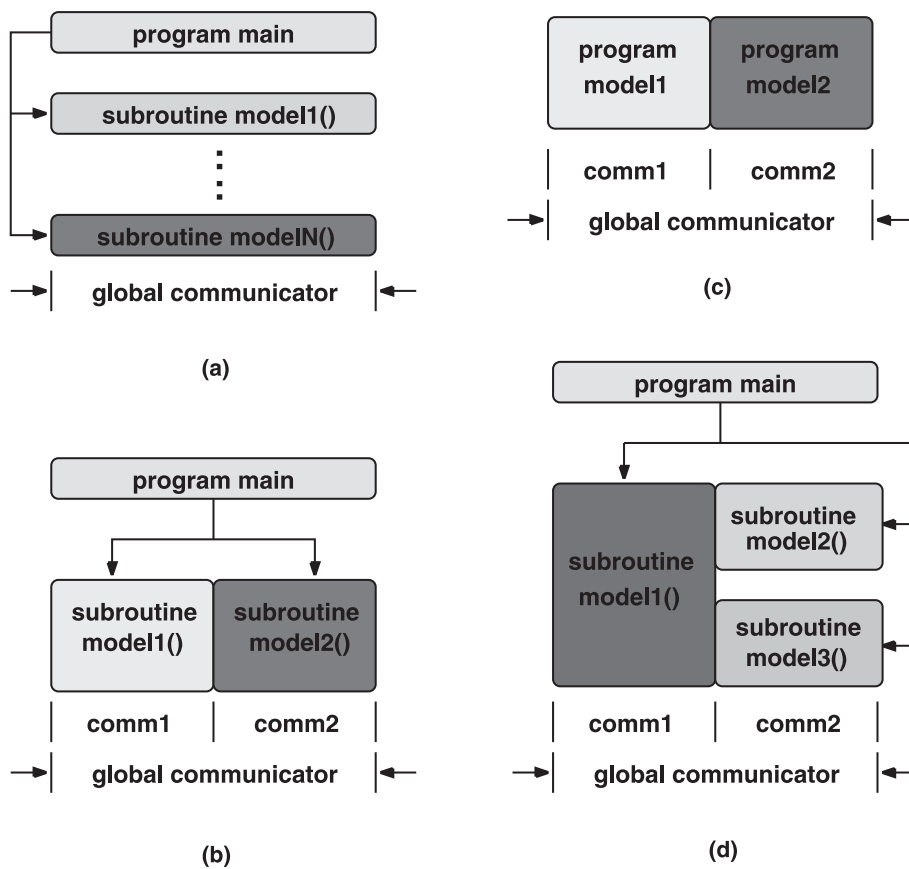 program main
subroutine model1()
subroutine modelN()
global communicator
(a)
program main
subroutine
model1()
subroutine
model2()
comm1
comm2
global communicator
(b)
program
model1
program
model2
comm1
comm2
global communicator
(c)
program main
subroutine
model1()
subroutine
model2()
subroutine
model3()
comm1
comm2
global communicator
(d)